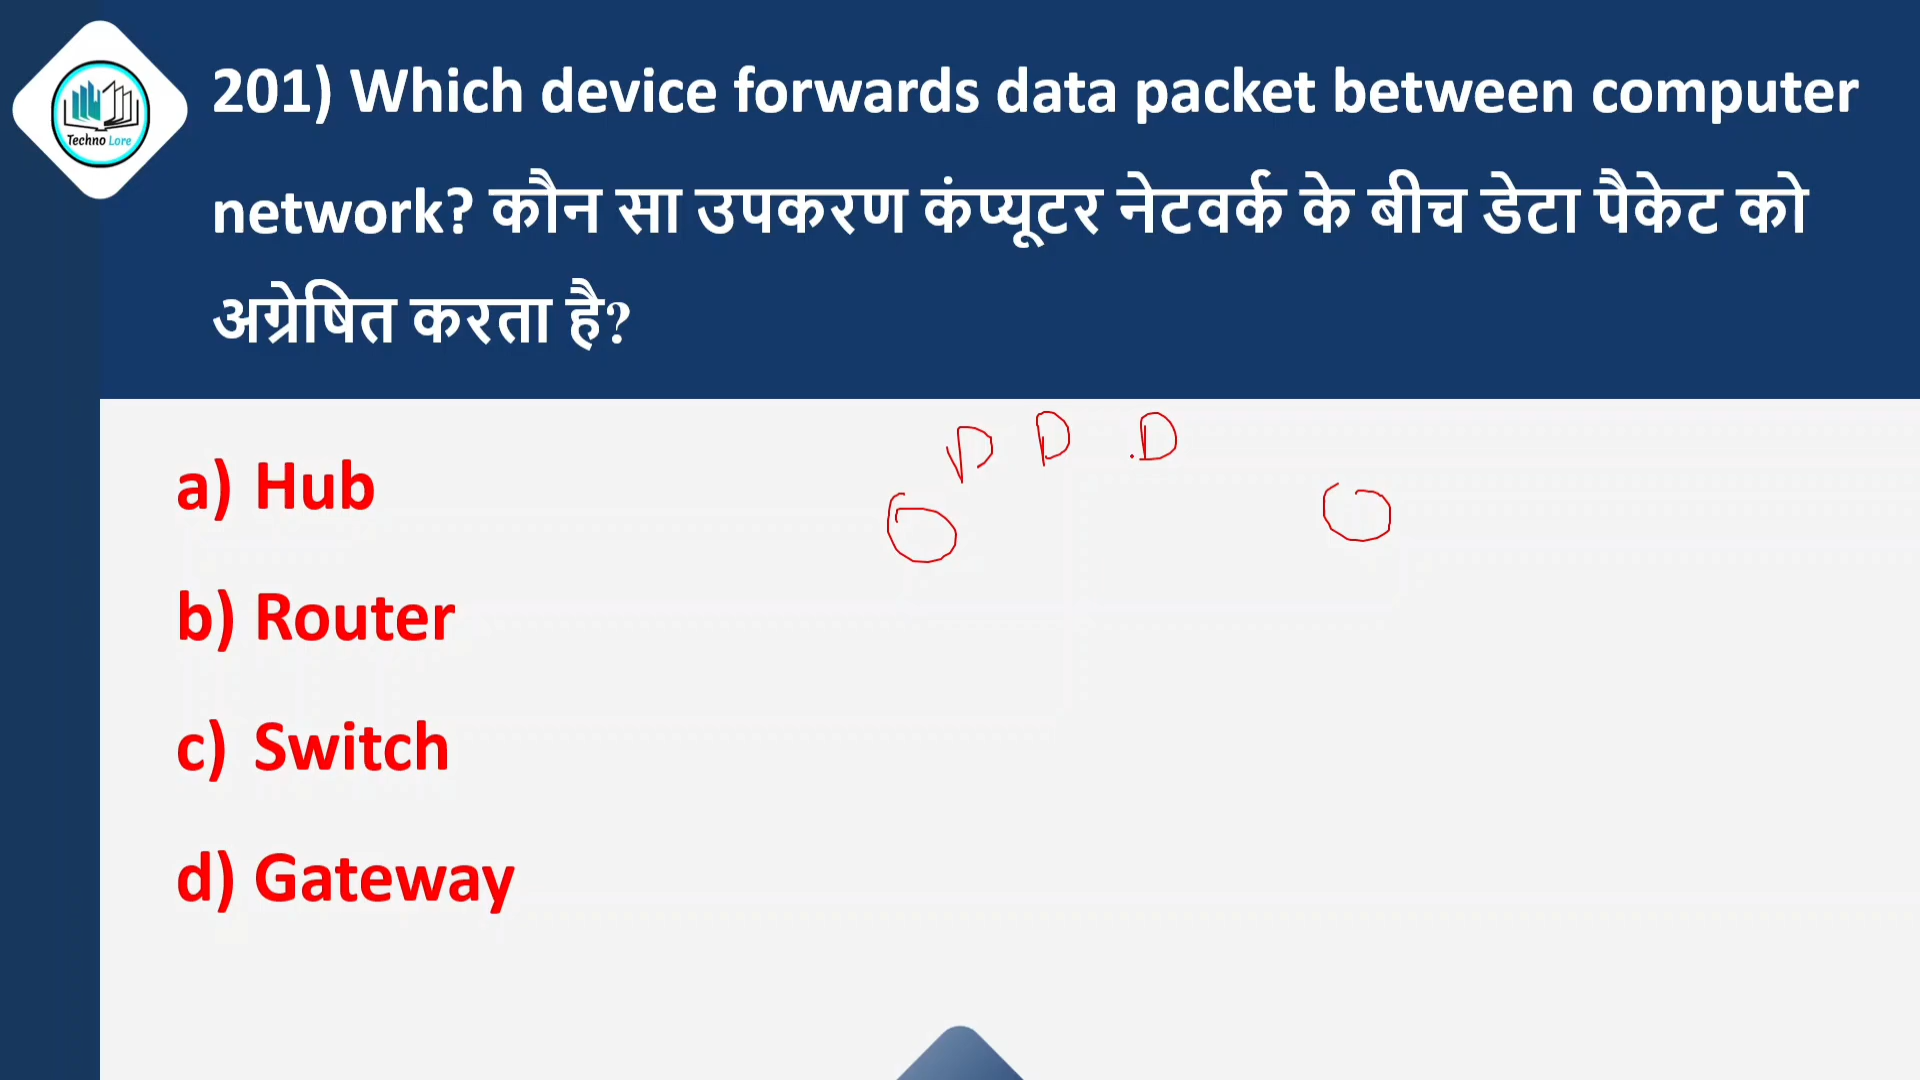 Techno Lore
201) Which device forwards data packet between computer
network? कौन सा उपकरण कंप्यूटर नेटवर्क के बीच डेटा पैकेट को
अग्रेषित करता है?
D D .D
a) Hub
b) Router
c) Switch
d) Gateway